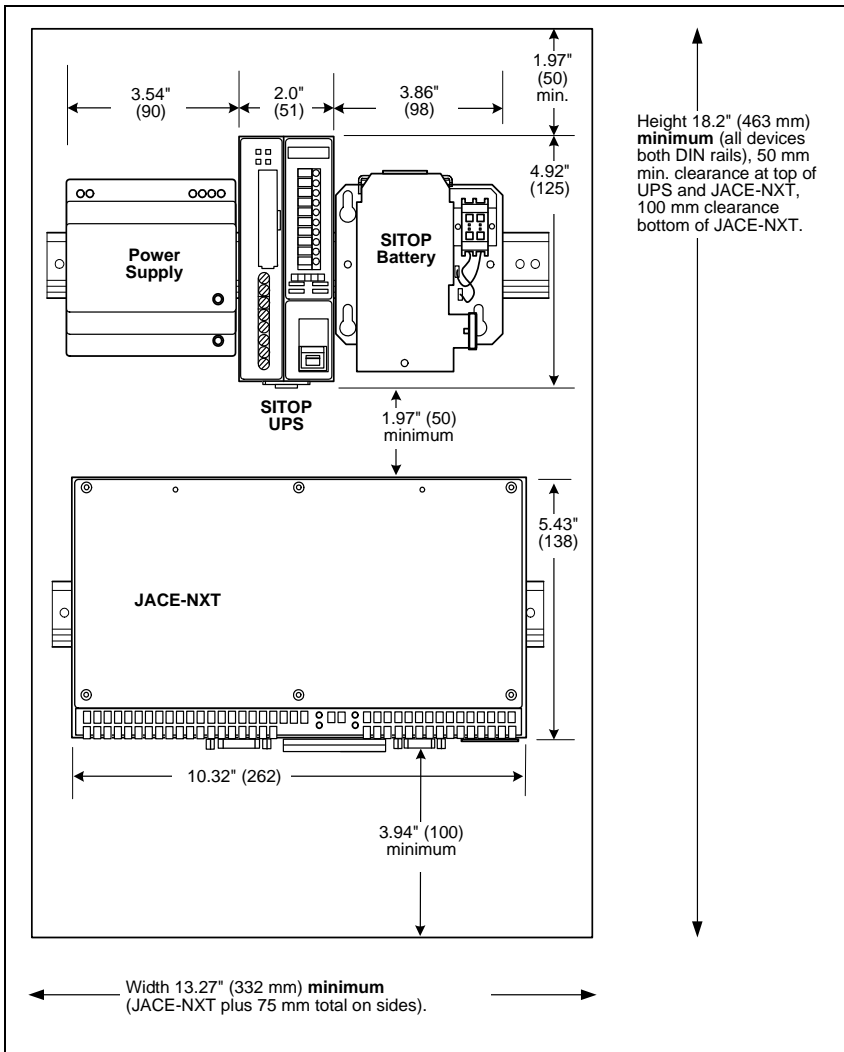 1.97"
(50)
min.
3.54"
(90)
2.0"
(51)
3.86"
(98)
Height 18.2" (463 mm)
minimum (all devices
both DIN rails), 50 mm
min. clearance at top of
UPS and JACE-NXT,
100 mm clearance
bottom of JACE-NXT.
4.92"
(125)
Power
Supply
SITOP
Battery
SITOP
UPS
1.97" (50)
minimum
5.43"
(138)
JACE-NXT
10.32" (262)
3.94" (100)
minimum
Width 13.27" (332 mm) minimum
(JACE-NXT plus 75 mm total on sides).